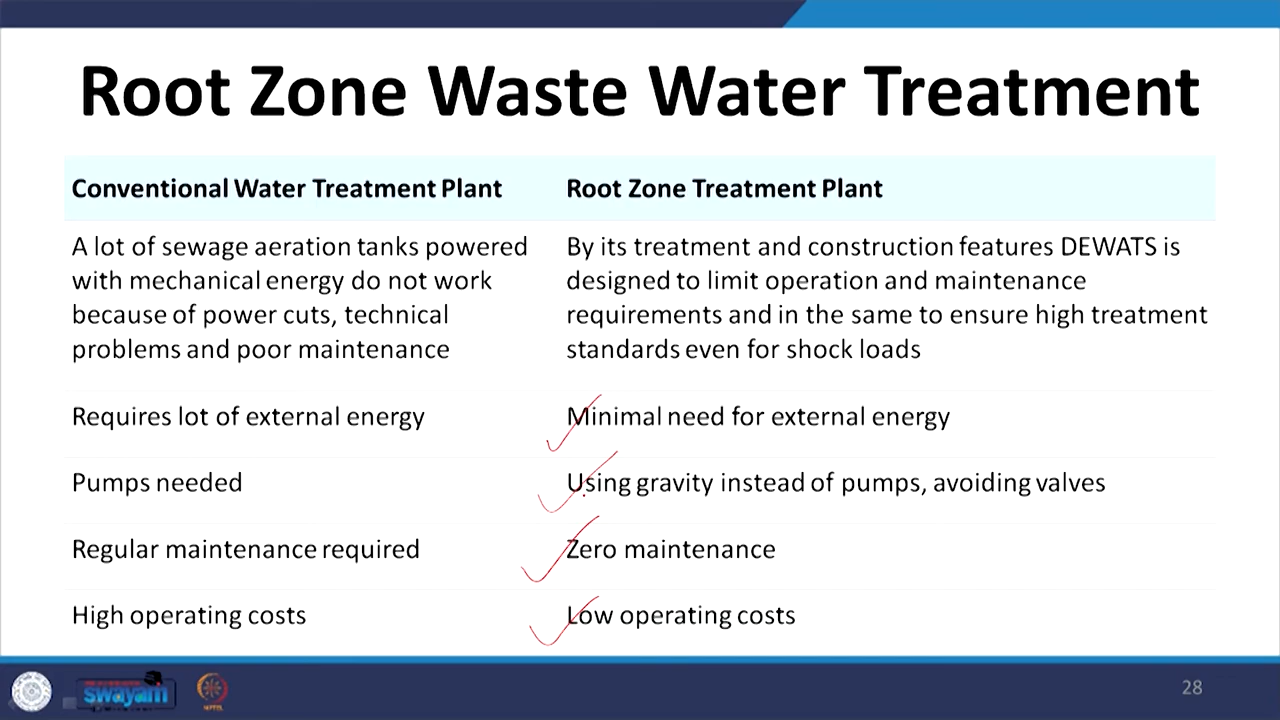 Root Zone Waste Water Treatment
Conventional Water Treatment Plant
Root Zone Treatment Plant
A lot of sewage aeration tanks powered
with mechanical energy do not work
because of power cuts, technical
problems and poor maintenance
By its treatment and construction features DEWATS is
designed to limit operation and maintenance
requirements and in the same to ensure high treatment
standards even for shock loads
Requires lot of external energy
Minimal need for external energy
Pumps needed
Using gravity instead of pumps, avoiding valves
Regular maintenance required
Zero maintenance
High operating costs
Low operating costs
swayam
28